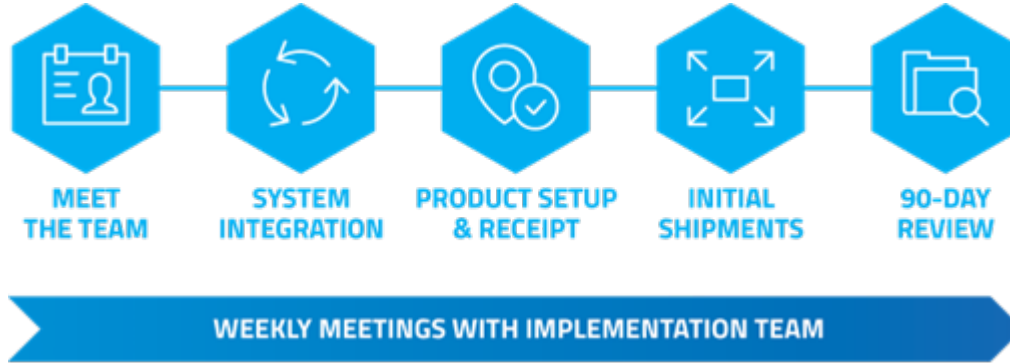 MEET
THE TEAM
SYSTEM
INTEGRATION
PRODUCT SETUP
& RECEIPT
INITIAL
SHIPMENTS
90-DAY
REVIEW
WEEKLY MEETINGS WITH IMPLEMENTATION TEAM